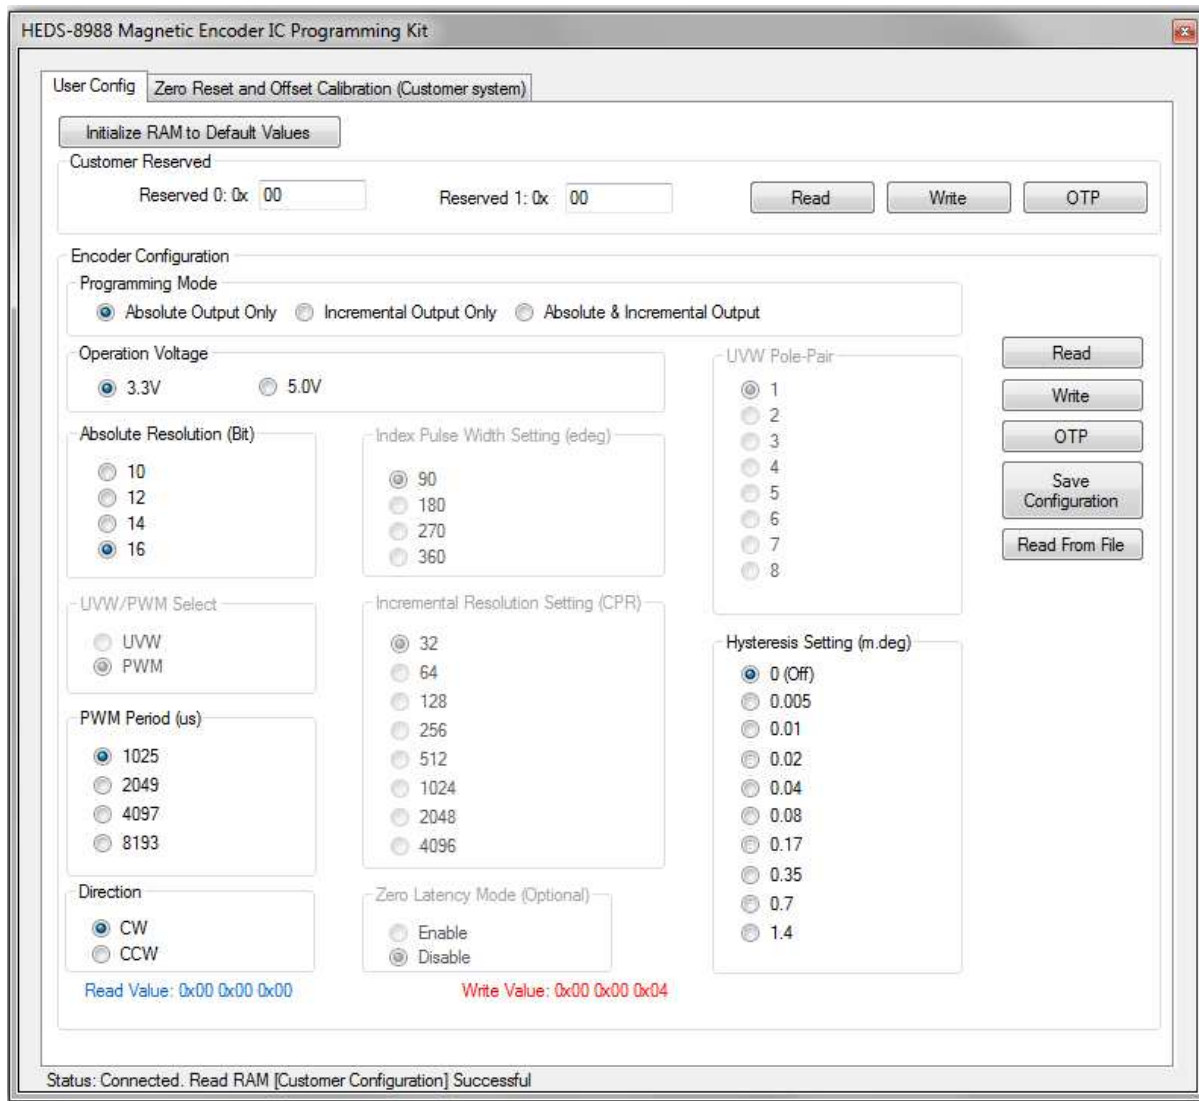 HEDS-8988 Magnetic Encoder IC Programming Kit
User Config
Zero Reset and Offset Calibration (Customer system)
Initialize RAM to Default Values
Customer Reserved
Reserved 0: 0x 00
Reserved 1: 0x 00
Read
Write
OTP
Encoder Configuration
Programming Mode
Absolute Output Only
Incremental Output Only
Absolute & Incremental Output
Operation Voltage
3.3V
5.0V
Absolute Resolution (Bit)
10
12
14
16
UVW/PWM Select
UVW
PWM
PWM Period (us)
1025
2049
4097
8193
Direction
CW
CCW
Index Pulse Width Setting (edeg)
90
180
270
360
Incremental Resolution Setting (CPR)
32
64
128
256
512
1024
2048
4096
Zero Latency Mode (Optional)
Enable
Disable
UVW Pole-Pair
1
2
3
4
5
6
7
8
Hysteresis Setting (m.deg)
0 (Off)
0.005
0.01
0.02
0.04
0.08
0.17
0.35
0.7
1.4
Read
Write
OTP
Save
Configuration
Read From File
Read Value: 0x00 0x00 0x00
Write Value: 0x00 0x00 0x04
Status: Connected. Read RAM [Customer Configuration] Successful